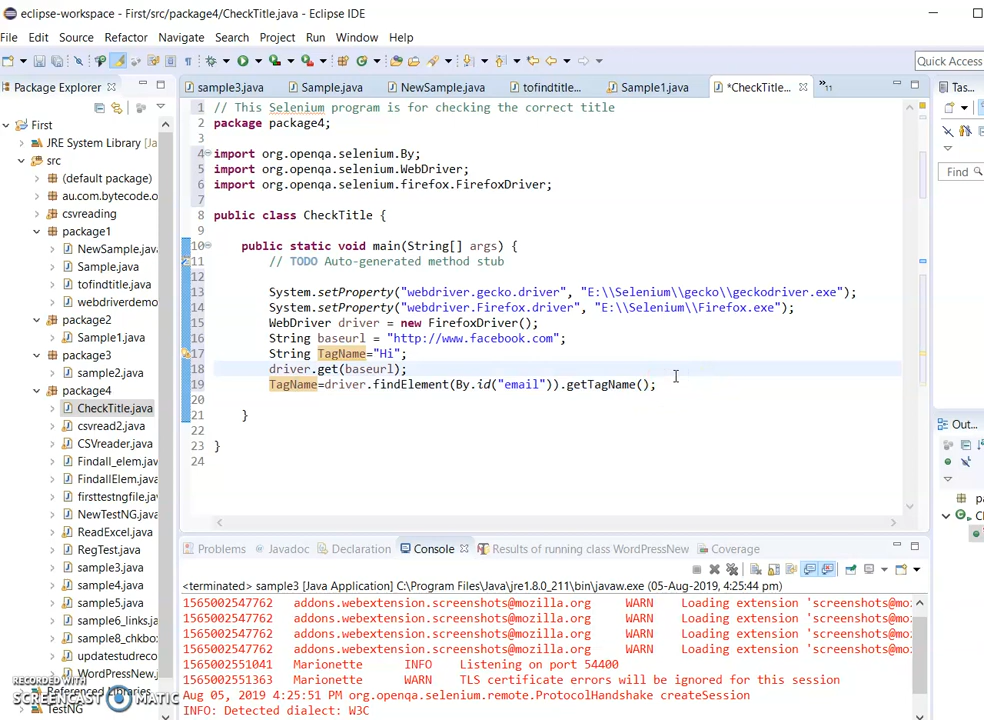 eclipse-workspace - First/src/package4/CheckTitle.java - Eclipse IDE
File Edit Source Refactor Navigate Search Project Run Window Help
Quick Access
Package Explorer
sample3.java Sample.java NewSample.java tofindtitle... Sample1.java *CheckTitle... »11
Tas...
First
JRE System Library [Ja
src
(default package)
au.com.bytecode.o
csvreading
package1
NewSample.java
Sample.java
tofindtitle.java
webdriverdemo
package2
Sample1.java
package3
sample2.java
package4
CheckTitle.java
csvread2.java
CSVreader.java
Findall_elem.jav
FindallElem.java
firsttestngfile.jav
NewTestNG.java
ReadExcel.java
RegTest.java
sample4.java
sample5.java
sample6_links.ja
sample8_chkbo
updatestudreco
WordPressNew.j
Referenced Libraries
TestNG
1 // This Selenium program is for checking the correct title
2 package package4;
3
4 import org.openqa.selenium.By;
5 import org.openqa.selenium.WebDriver;
6 import org.openqa.selenium.firefox.FirefoxDriver;
7
8 public class CheckTitle {
9
10 public static void main(String[] args) {
11 // TODO Auto-generated method stub
12
13 System.setProperty("webdriver.gecko.driver", "E:\\Selenium\\gecko\\geckodriver.exe");
14 System.setProperty("webdriver.Firefox.driver", "E:\\Selenium\\Firefox.exe");
15 WebDriver driver = new FirefoxDriver();
16 String baseurl = "http://www.facebook.com";
17 String TagName="Hi";
18 driver.get(baseurl);
19 TagName=driver.findElement(By.id("email")).getTagName();
20
21 }
22
23 }
24
Find
Out...
pa
Cl
Problems Javadoc Declaration Console Results of running class WordPressNew Coverage
<terminated> sample3 [Java Application] C:\Program Files\Java\jre1.8.0_211\bin\javaw.exe (05-Aug-2019, 4:25:44 pm)
1565002547762 addons.webextension.screenshots@mozilla.org WARN Loading extension 'screenshots@mo
1565002547762 addons.webextension.screenshots@mozilla.org WARN Loading extension 'screenshots@mo
1565002547762 addons.webextension.screenshots@mozilla.org WARN Loading extension 'screenshots@mo
1565002551041 Marionette INFO Listening on port 54400
1565002551363 Marionette WARN TLS certificate errors will be ignored for this session
Aug 05, 2019 4:25:51 PM org.openqa.selenium.remote.ProtocolHandshake createSession
INFO: Detected dialect: W3C
RECORDED WITH
SCREENCAST MATIC